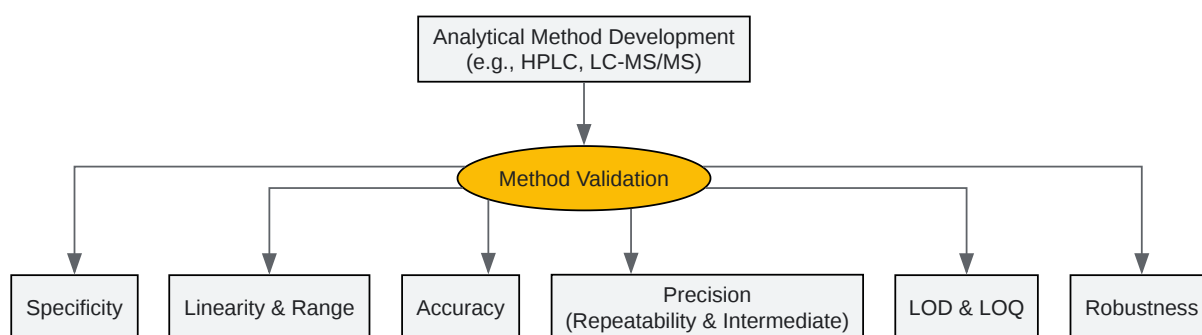 Analytical Method Development
(e.g., HPLC, LC-MS/MS)
Method Validation
Specificity
Linearity & Range
Accuracy
Precision
(Repeatability & Intermediate)
LOD & LOQ
Robustness